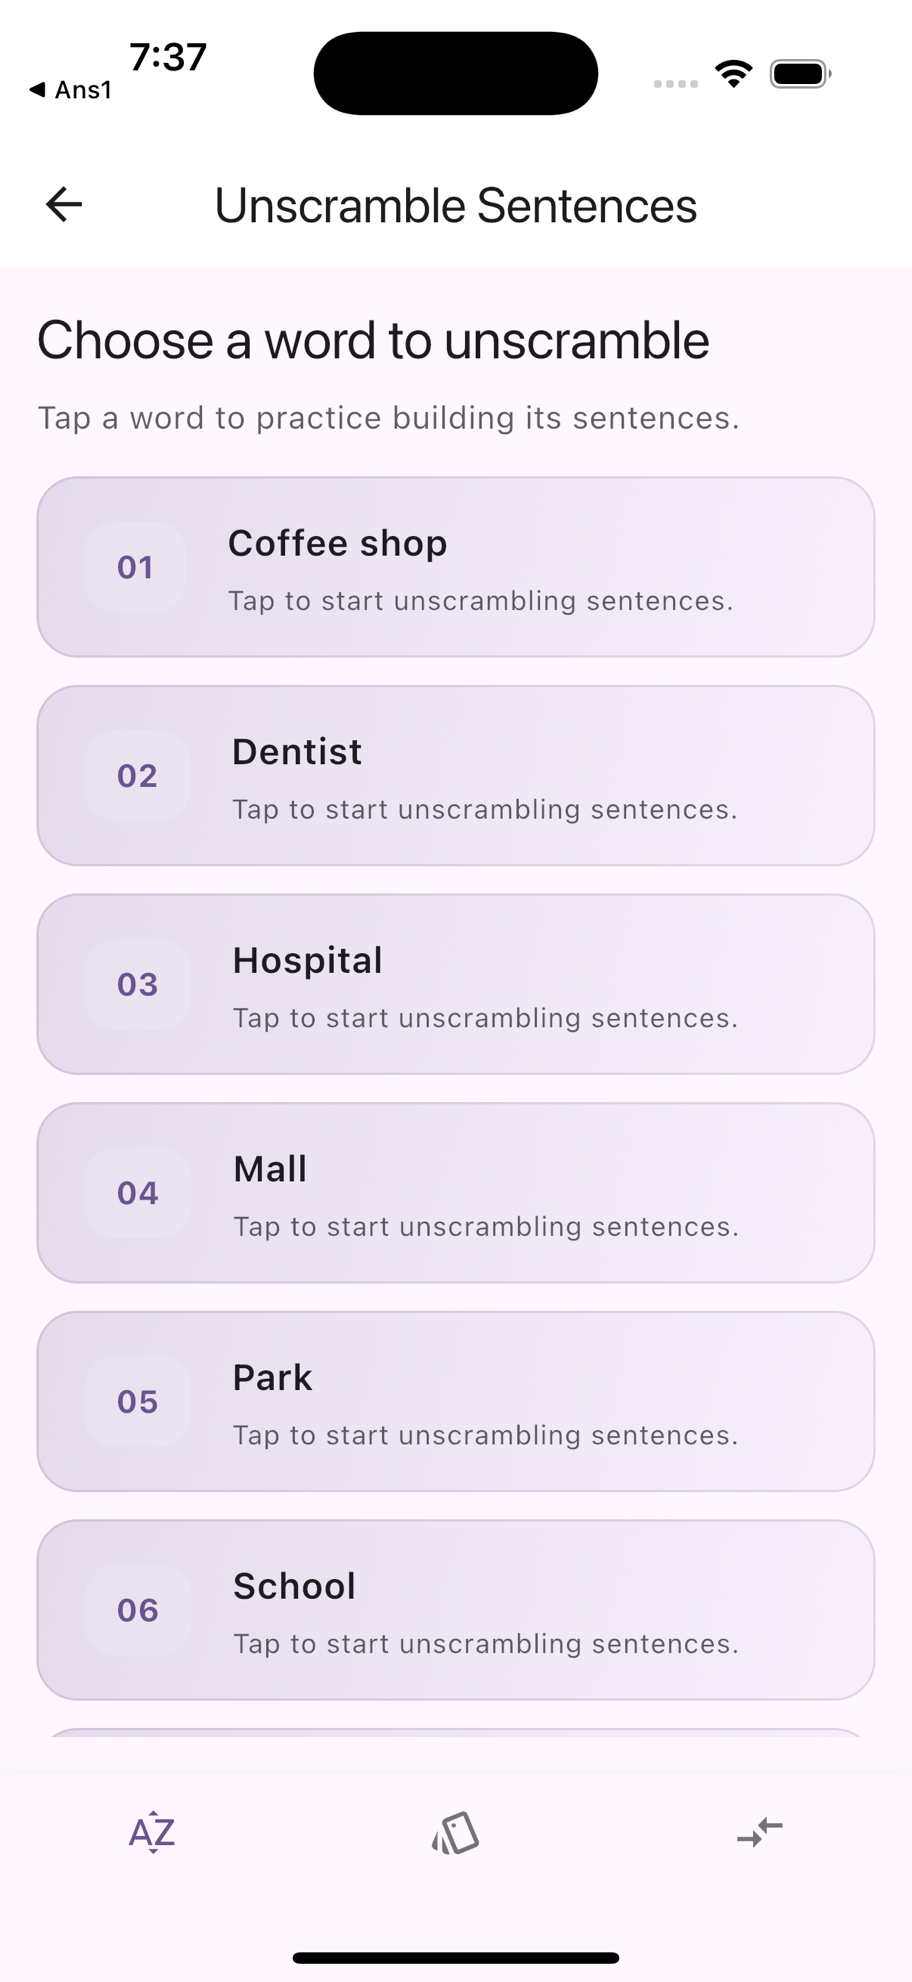 7:37
◀ Ans1
Unscramble Sentences
Choose a word to unscramble
Tap a word to practice building its sentences.
01
Coffee shop
Tap to start unscrambling sentences.
02
Dentist
Tap to start unscrambling sentences.
03
Hospital
Tap to start unscrambling sentences.
04
Mall
Tap to start unscrambling sentences.
05
Park
Tap to start unscrambling sentences.
06
School
Tap to start unscrambling sentences.
AZ